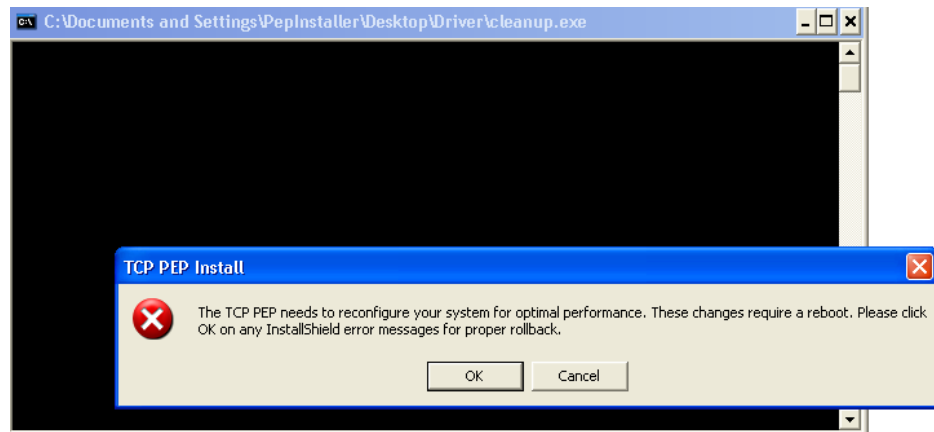 C:\Documents and Settings\PepInstaller\Desktop\Driver\cleanup.exe
TCP PEP Install
The TCP PEP needs to reconfigure your system for optimal performance. These changes require a reboot. Please click
OK on any InstallShield error messages for proper rollback.
OK
Cancel